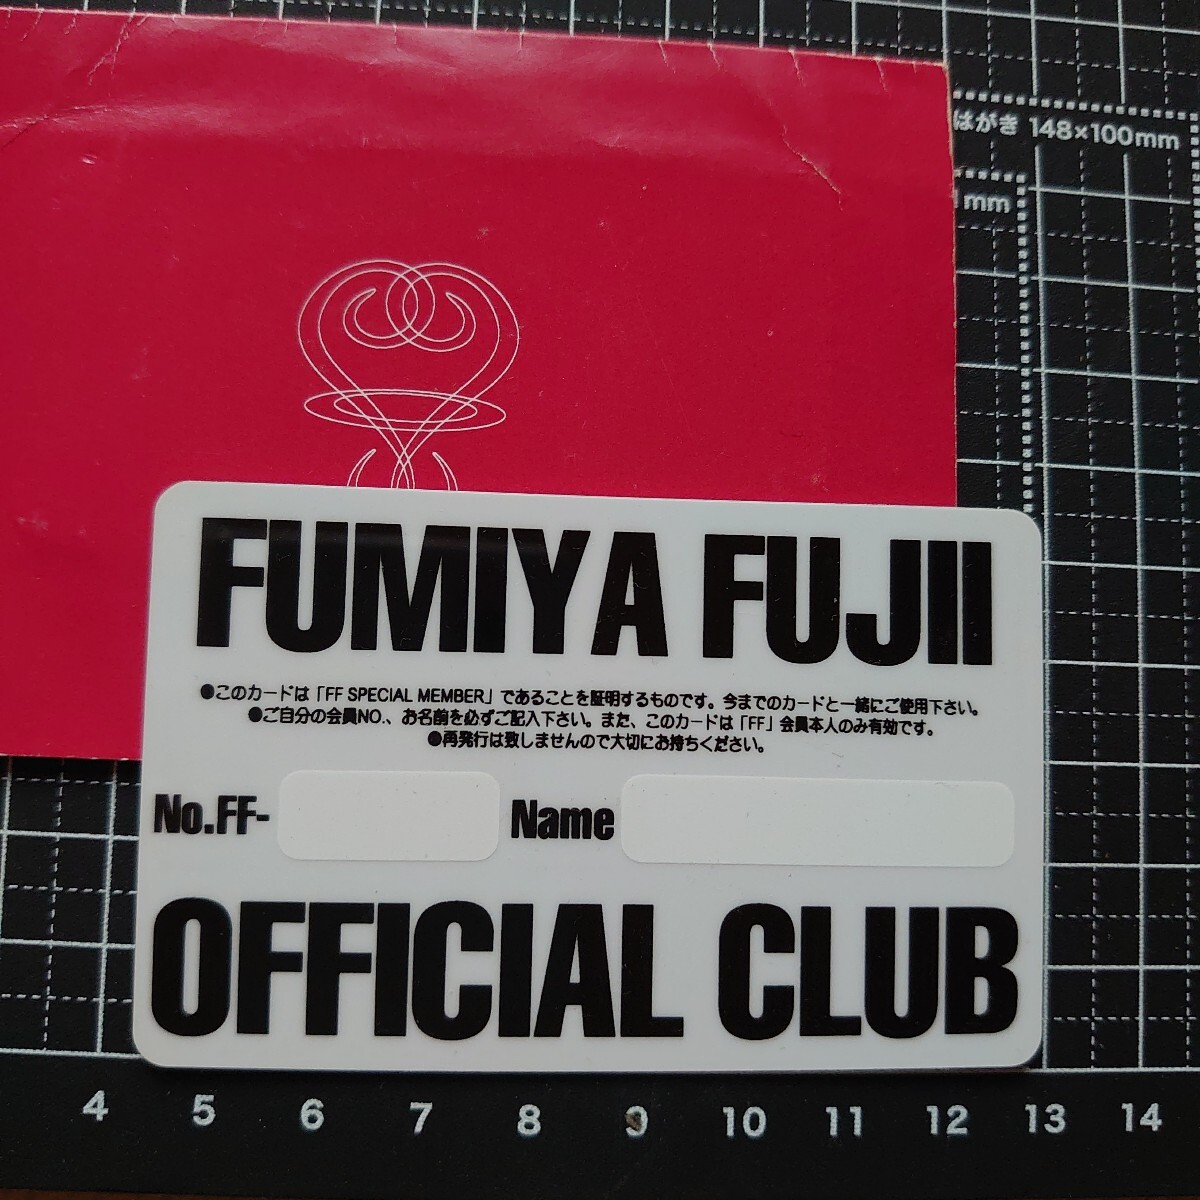 はがき 148×100mm
1mm
FUMIYA FUJII
●このカードは「FF SPECIAL MEMBER」であることを証明するものです。今までのカードと一緒にご使用下さい。
●ご自分の会員NO.、お名前を必ずご記入下さい。また、このカードは「FF」会員本人のみ有効です。
●再発行は致しませんので大切にお持ちください。
No.FF- Name
OFFICIAL CLUB
4 5 6 7 8 9 10 11 12 13 14